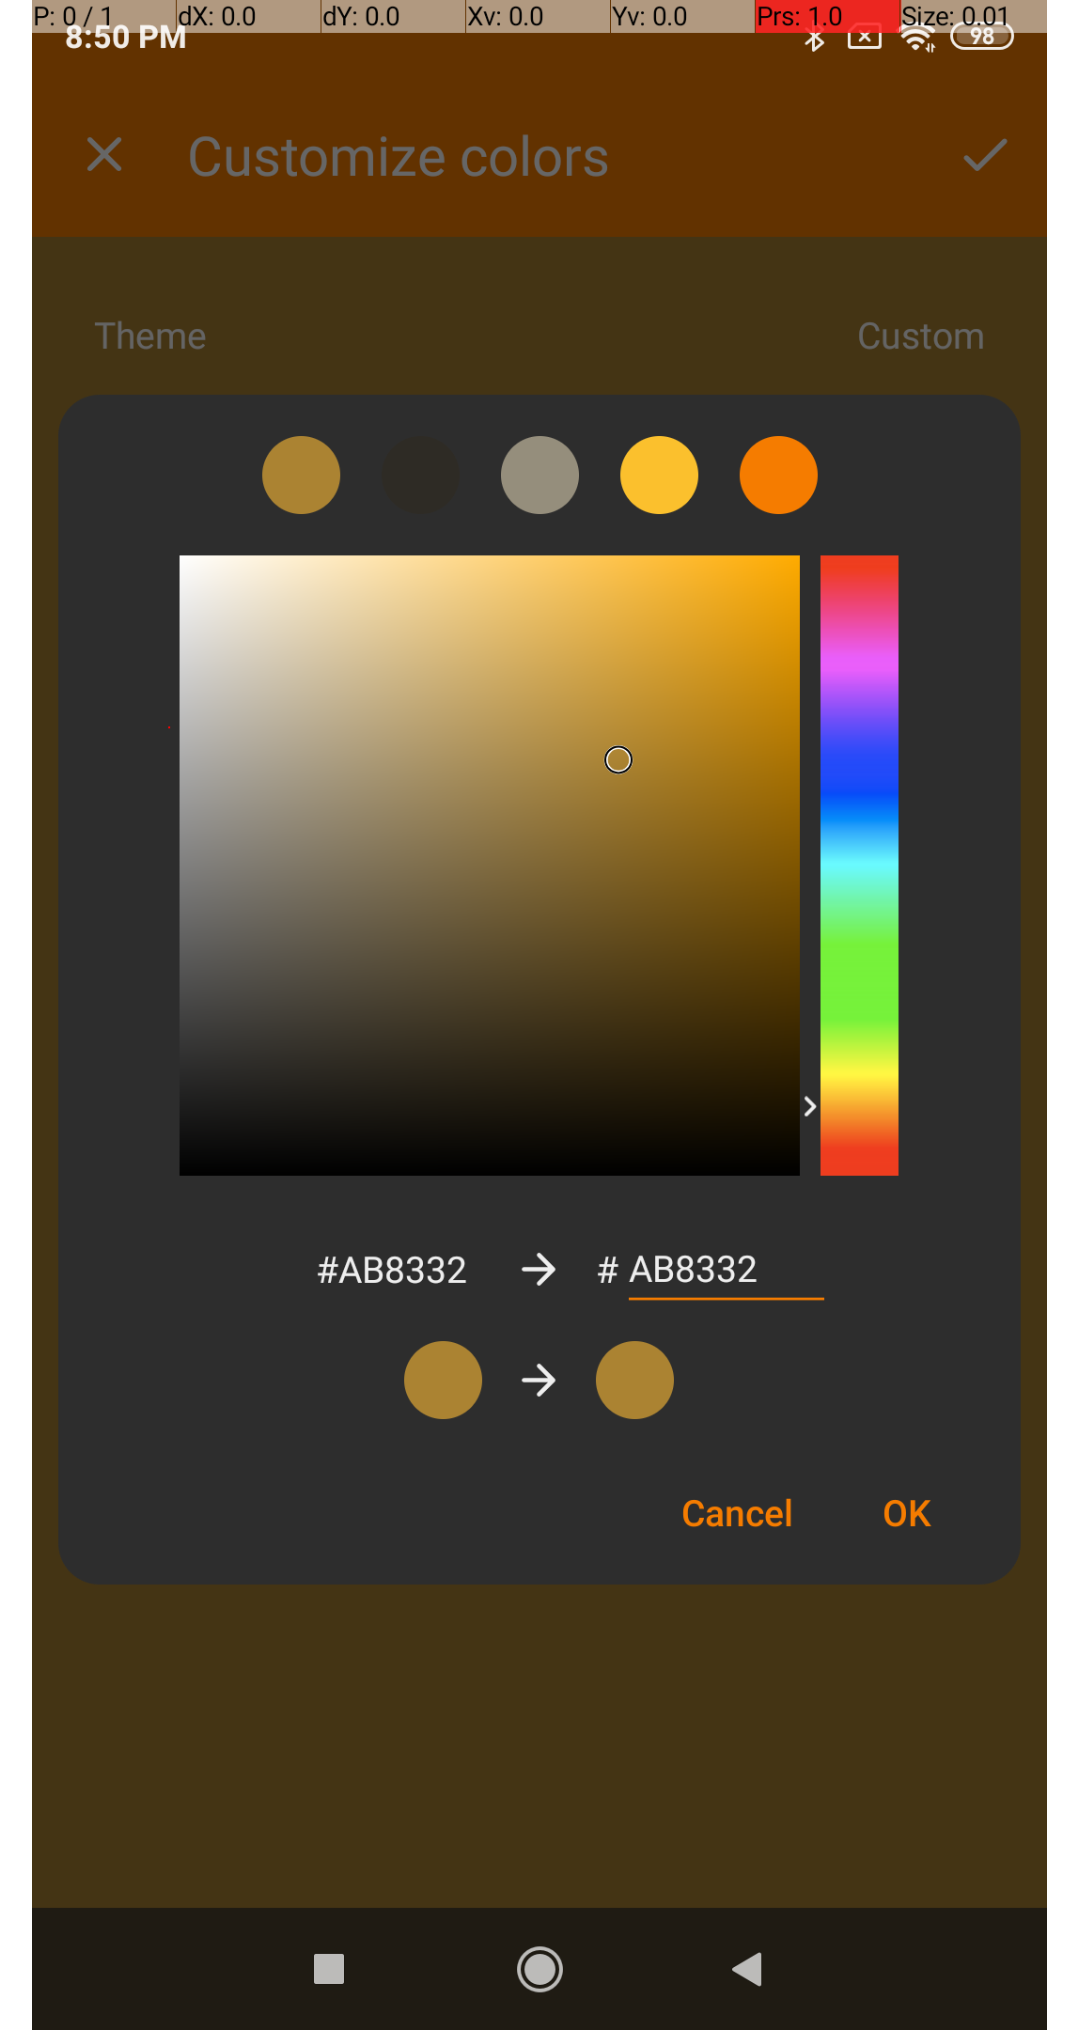 P: 0 / 1 dX: 0.0 dY: 0.0 Xv: 0.0 Yv: 0.0 Prs: 1.0 Size: 0.01
8:50 PM 98
Customize colors
Theme Custom
#AB8332 # AB8332
Cancel OK